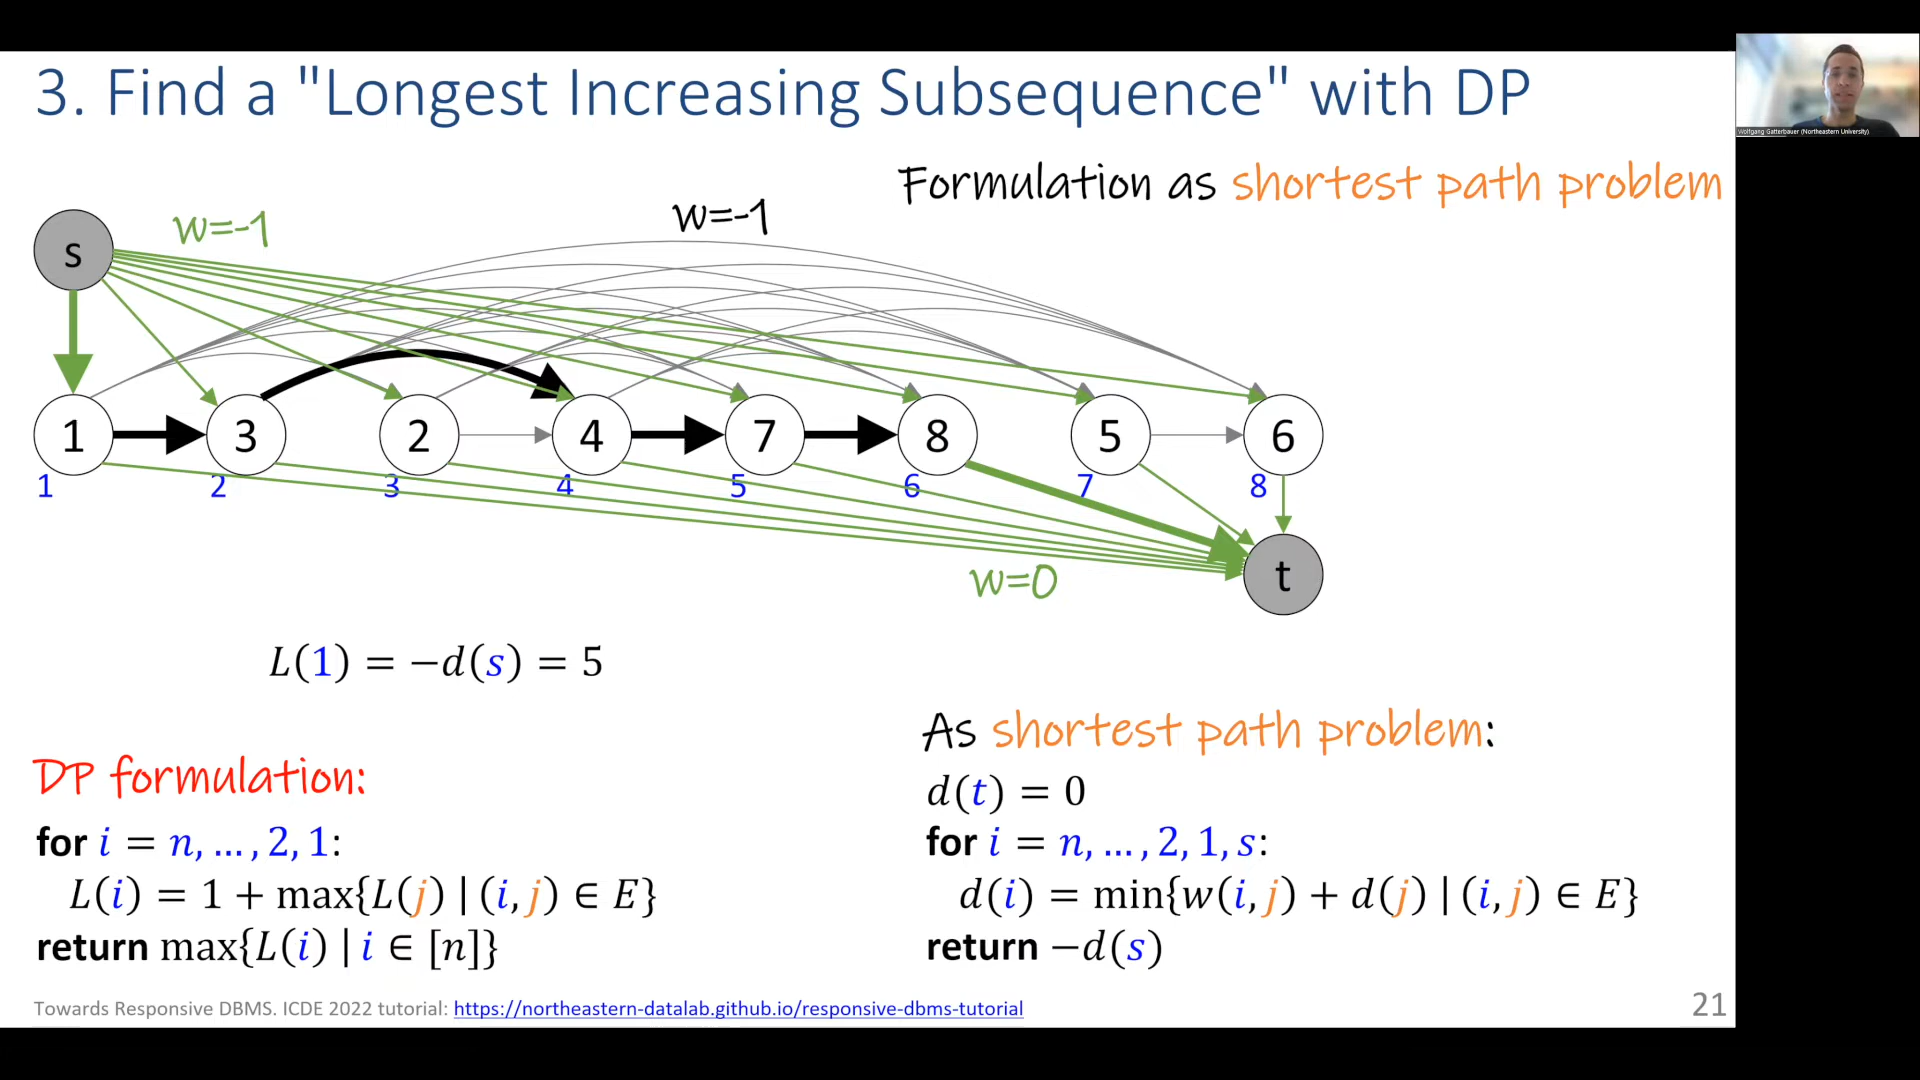 3. Find a "Longest Increasing Subsequence" with DP
Wolfgang Gatterbauer (Northeastern University)
Formulation as shortest path problem
w=-1
w=-1
s
1 3 2 4 7 8 5 6
1 2 3 4 5 6 7 8
t
w=0
L(1) = −d(s) = 5
DP formulation:
for i = n, … , 2, 1:
L(i) = 1 + max{L(j) | (i, j) ∈ E}
return max{L(i) | i ∈ [n]}
As shortest path problem:
d(t) = 0
for i = n, … , 2, 1, s:
d(i) = min{w(i, j) + d(j) | (i, j) ∈ E}
return −d(s)
Towards Responsive DBMS. ICDE 2022 tutorial: https://northeastern-datalab.github.io/responsive-dbms-tutorial
21